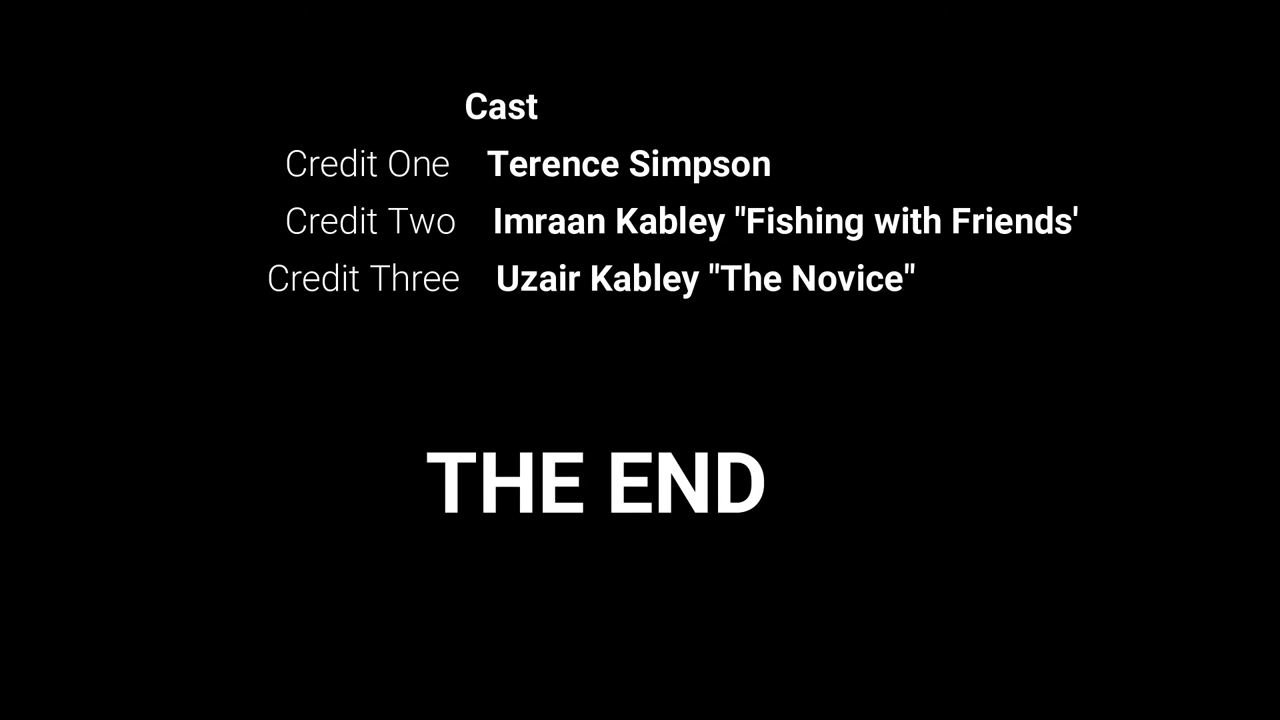 Cast
Credit One Terence Simpson
Credit Two Imraan Kabley "Fishing with Friends'
Credit Three Uzair Kabley "The Novice"
THE END